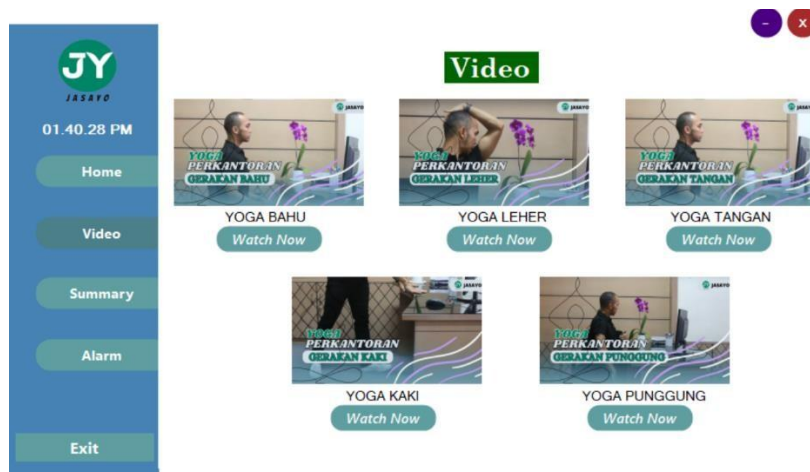 –
X
JY
JASAYO
01.40.28 PM
Home
Video
Summary
Alarm
Exit
Video
JASAYO
YOGA
PERKANTORAN
GERAKAN BAHU
YOGA BAHU
Watch Now
JASAYO
YOGA
PERKANTORAN
GERAKAN LEHER
YOGA LEHER
Watch Now
JASAYO
YOGA
PERKANTORAN
GERAKAN TANGAN
YOGA TANGAN
Watch Now
JASAYO
YOGA
PERKANTORAN
GERAKAN KAKI
YOGA KAKI
Watch Now
JASAYO
YOGA
PERKANTORAN
GERAKAN PUNGGUNG
YOGA PUNGGUNG
Watch Now